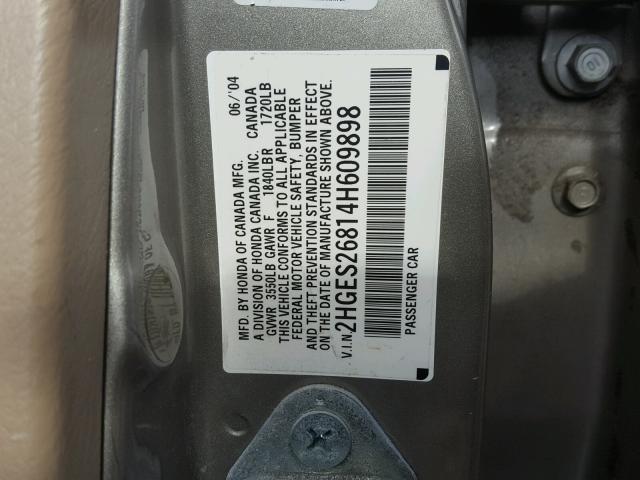 MFD. BY HONDA OF CANADA MFG. 06/'04
A DIVISION OF HONDA CANADA INC. CANADA
GVWR 3550LB GAWR F 1840LB R 1720LB
THIS VEHICLE CONFORMS TO ALL APPLICABLE
FEDERAL MOTOR VEHICLE SAFETY, BUMPER
AND THEFT PREVENTION STANDARDS IN EFFECT
ON THE DATE OF MANUFACTURE SHOWN ABOVE.
V.I.N. 2HGES26814H609898
PASSENGER CAR